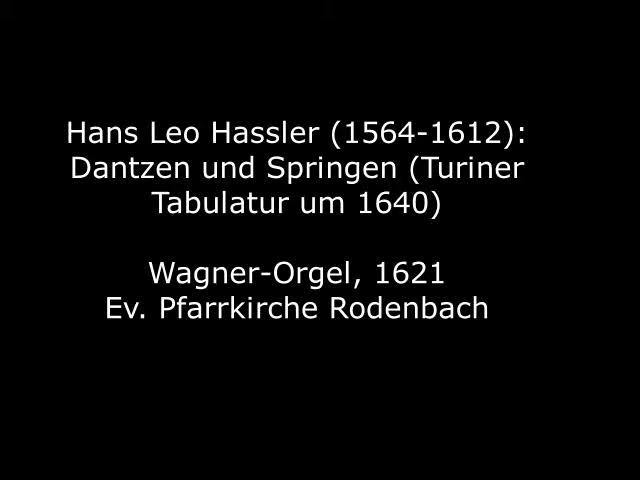 Hans Leo Hassler (1564-1612):
Dantzen und Springen (Turiner
Tabulatur um 1640)
Wagner-Orgel, 1621
Ev. Pfarrkirche Rodenbach